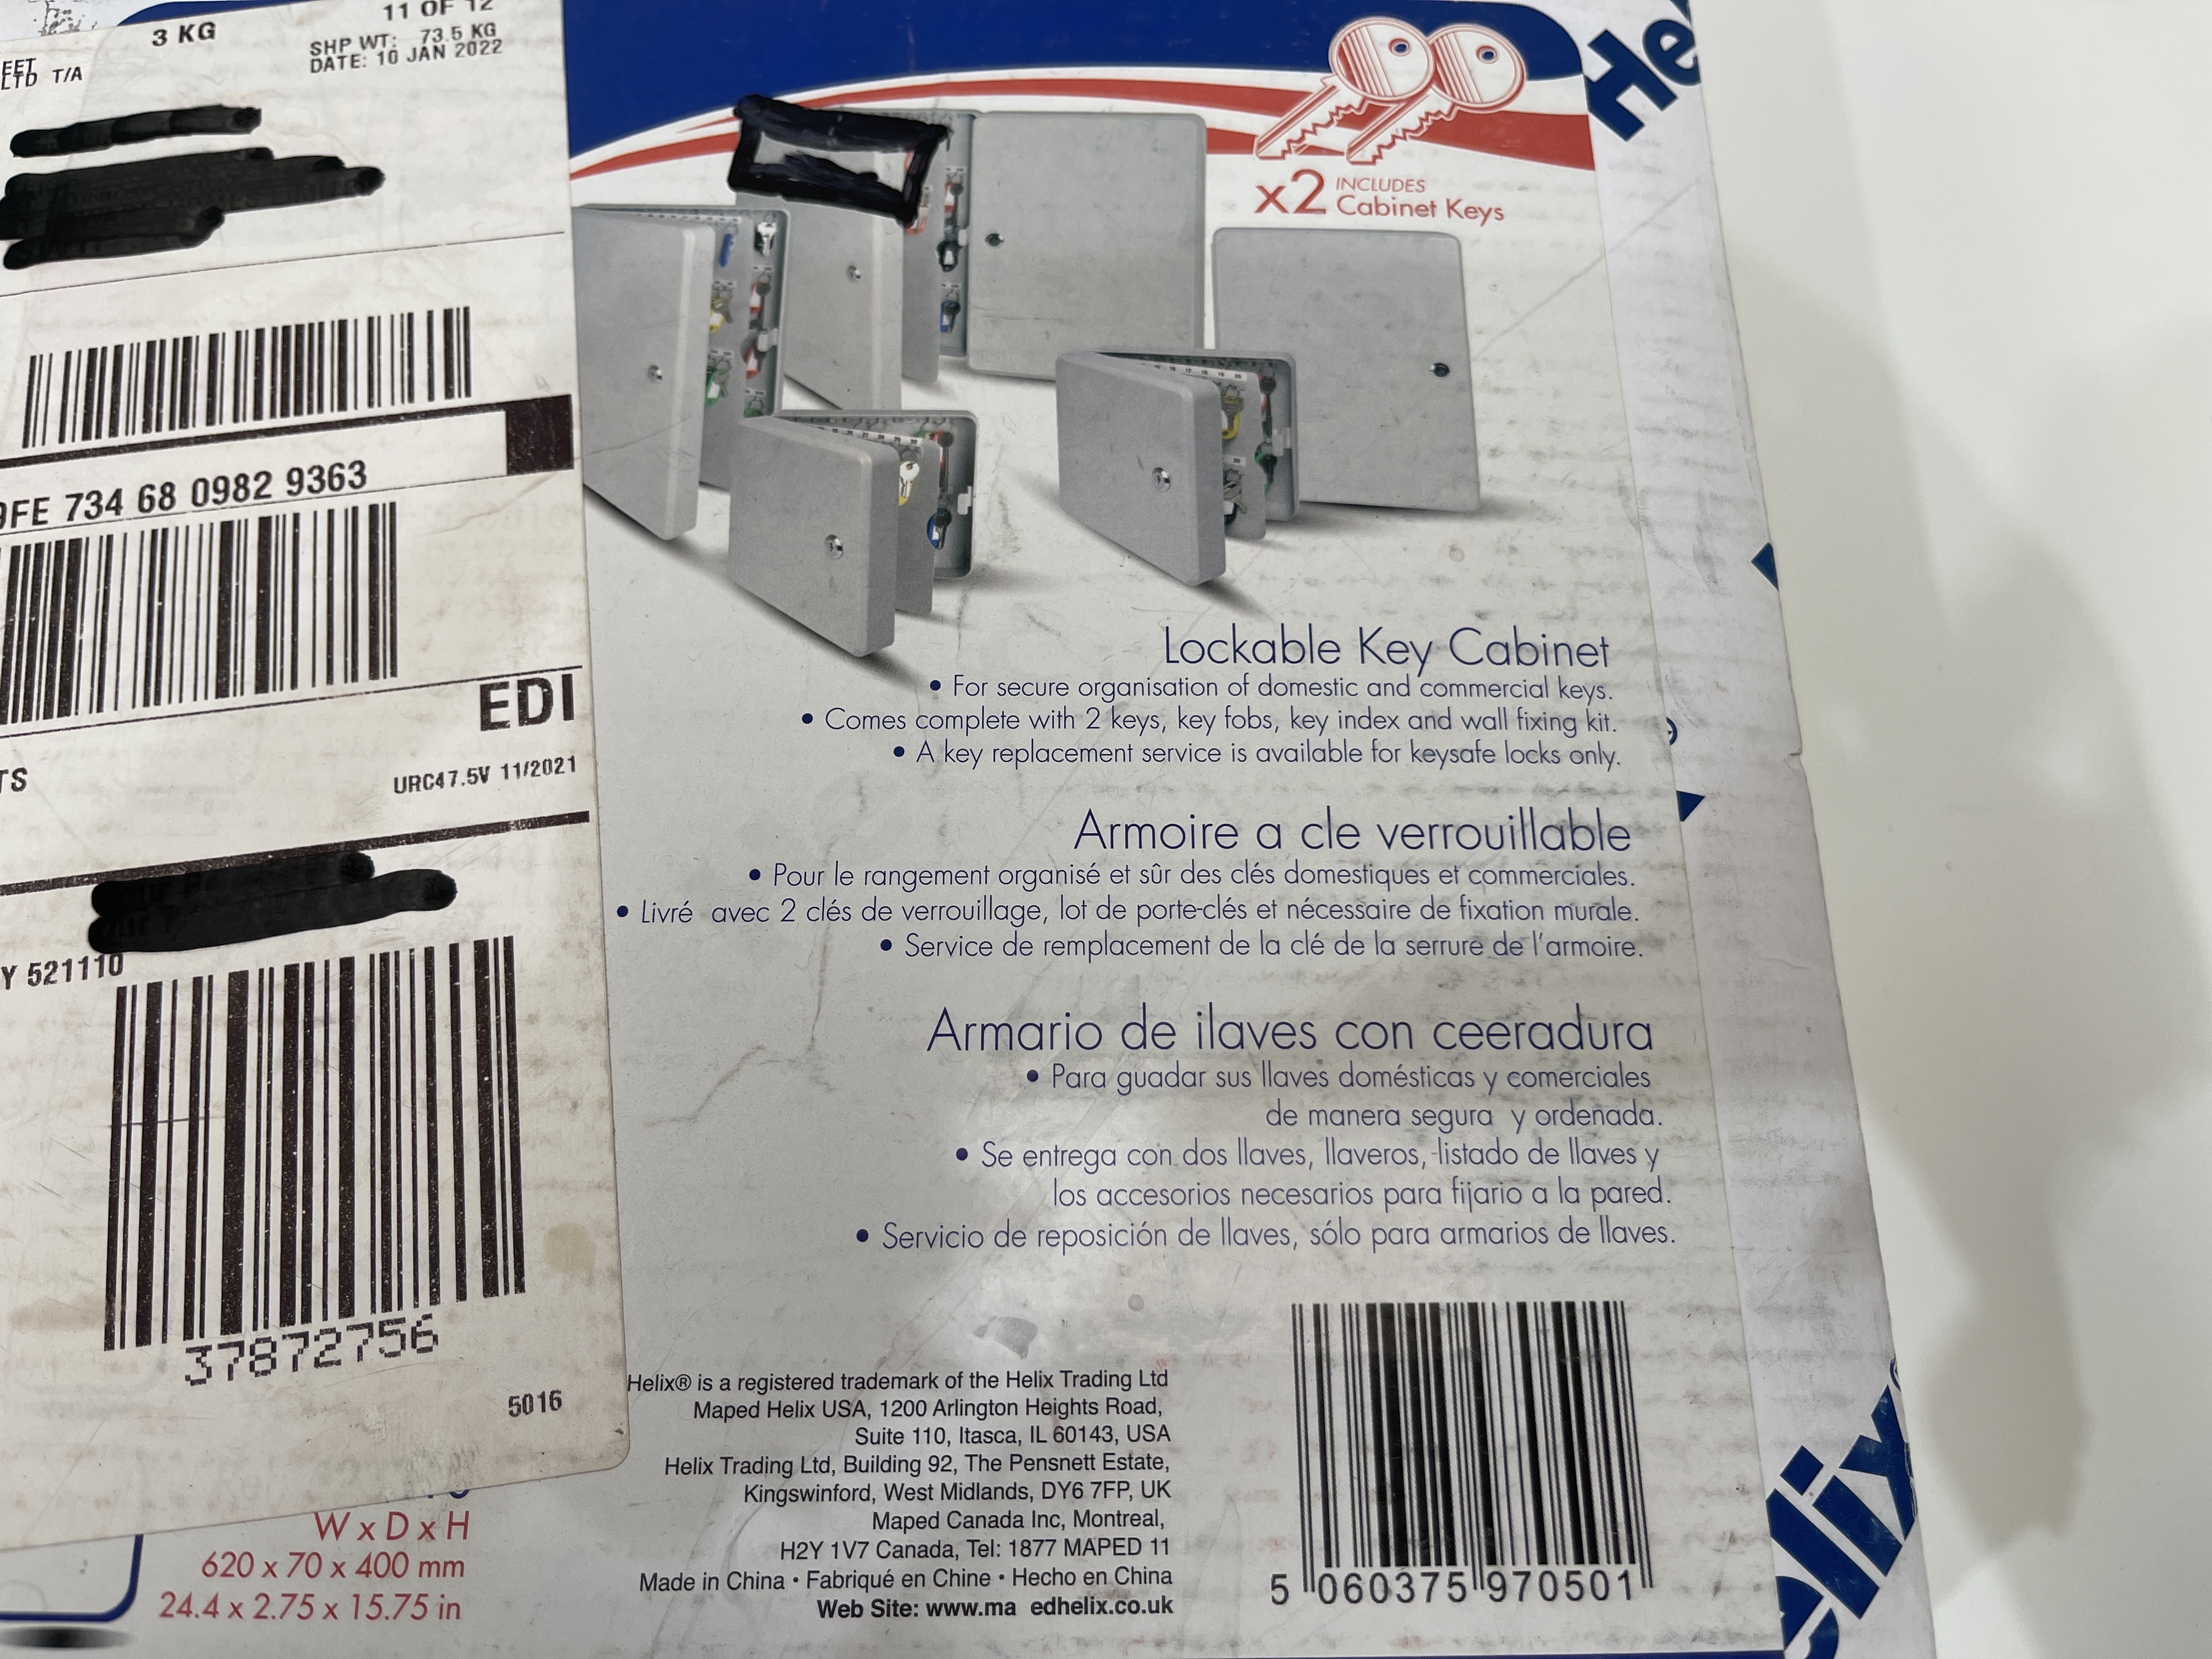 3 KG
11 OF 12
SHP WT: 73.5 KG
DATE: 10 JAN 2022
EET
LTD T/A
9FE 734 68 0982 9363
EDI
TS
URC47.5V 11/2021
Y 521110
37872756
5016
W x D x H
620 x 70 x 400 mm
24.4 x 2.75 x 15.75 in
He
x2 INCLUDES
Cabinet Keys
Lockable Key Cabinet
• For secure organisation of domestic and commercial keys.
• Comes complete with 2 keys, key fobs, key index and wall fixing kit.
• A key replacement service is available for keysafe locks only.
Armoire a cle verrouillable
• Pour le rangement organisé et sûr des clés domestiques et commerciales.
• Livré avec 2 clés de verrouillage, lot de porte-clés et nécessaire de fixation murale.
• Service de remplacement de la clé de la serrure de l'armoire.
Armario de ilaves con ceeradura
• Para guadar sus llaves domésticas y comerciales
de manera segura y ordenada.
• Se entrega con dos llaves, llaveros, listado de llaves y
los accesorios necesarios para fijario a la pared.
• Servicio de reposición de llaves, sólo para armarios de llaves.
Helix® is a registered trademark of the Helix Trading Ltd
Maped Helix USA, 1200 Arlington Heights Road,
Suite 110, Itasca, IL 60143, USA
Helix Trading Ltd, Building 92, The Pensnett Estate,
Kingswinford, West Midlands, DY6 7FP, UK
Maped Canada Inc, Montreal,
H2Y 1V7 Canada, Tel: 1877 MAPED 11
Made in China • Fabriqué en Chine • Hecho en China
Web Site: www.ma edhelix.co.uk
5 060375 970501
elix